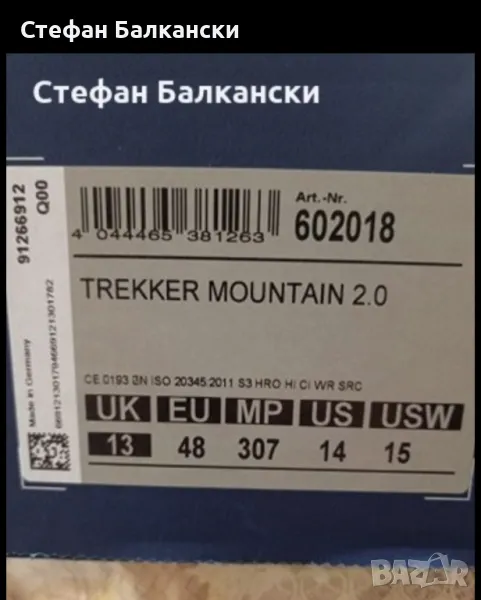 Стефан Балкански
Стефан Балкански
91266912
Q00
Made in Germany
4 044465 381263
Art.-Nr.
602018
TREKKER MOUNTAIN 2.0
CE 0193 EN ISO 20345:2011 S3 HRO HI CI WR SRC
UK EU MP US USW
13 48 307 14 15
BAZAR